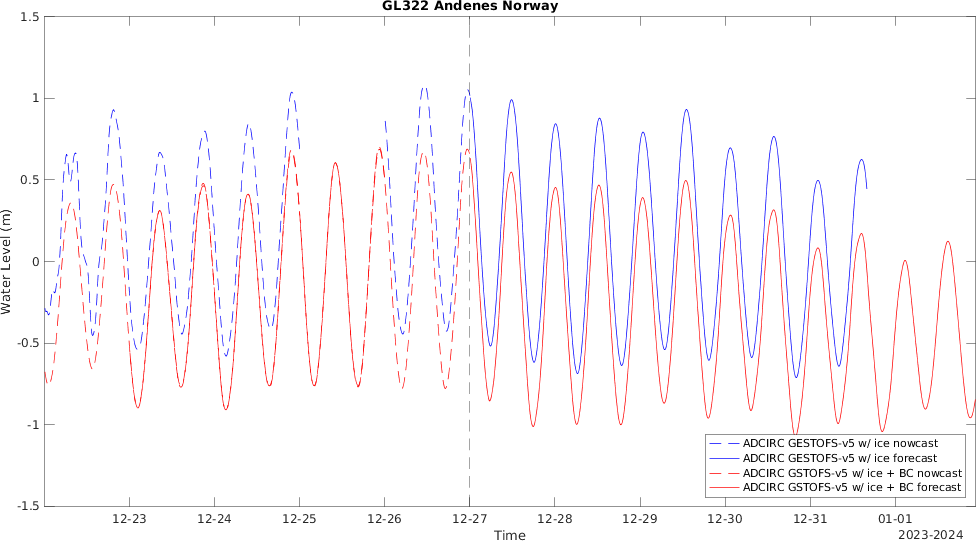 GL322 Andenes Norway
1.5
1
0.5
0
-0.5
-1
-1.5
Water Level (m)
12-23
12-24
12-25
12-26
12-27
12-28
12-29
12-30
12-31
01-01
Time
2023-2024
ADCIRC GESTOFS-v5 w/ ice nowcast
ADCIRC GESTOFS-v5 w/ ice forecast
ADCIRC GSTOFS-v5 w/ ice + BC nowcast
ADCIRC GSTOFS-v5 w/ ice + BC forecast